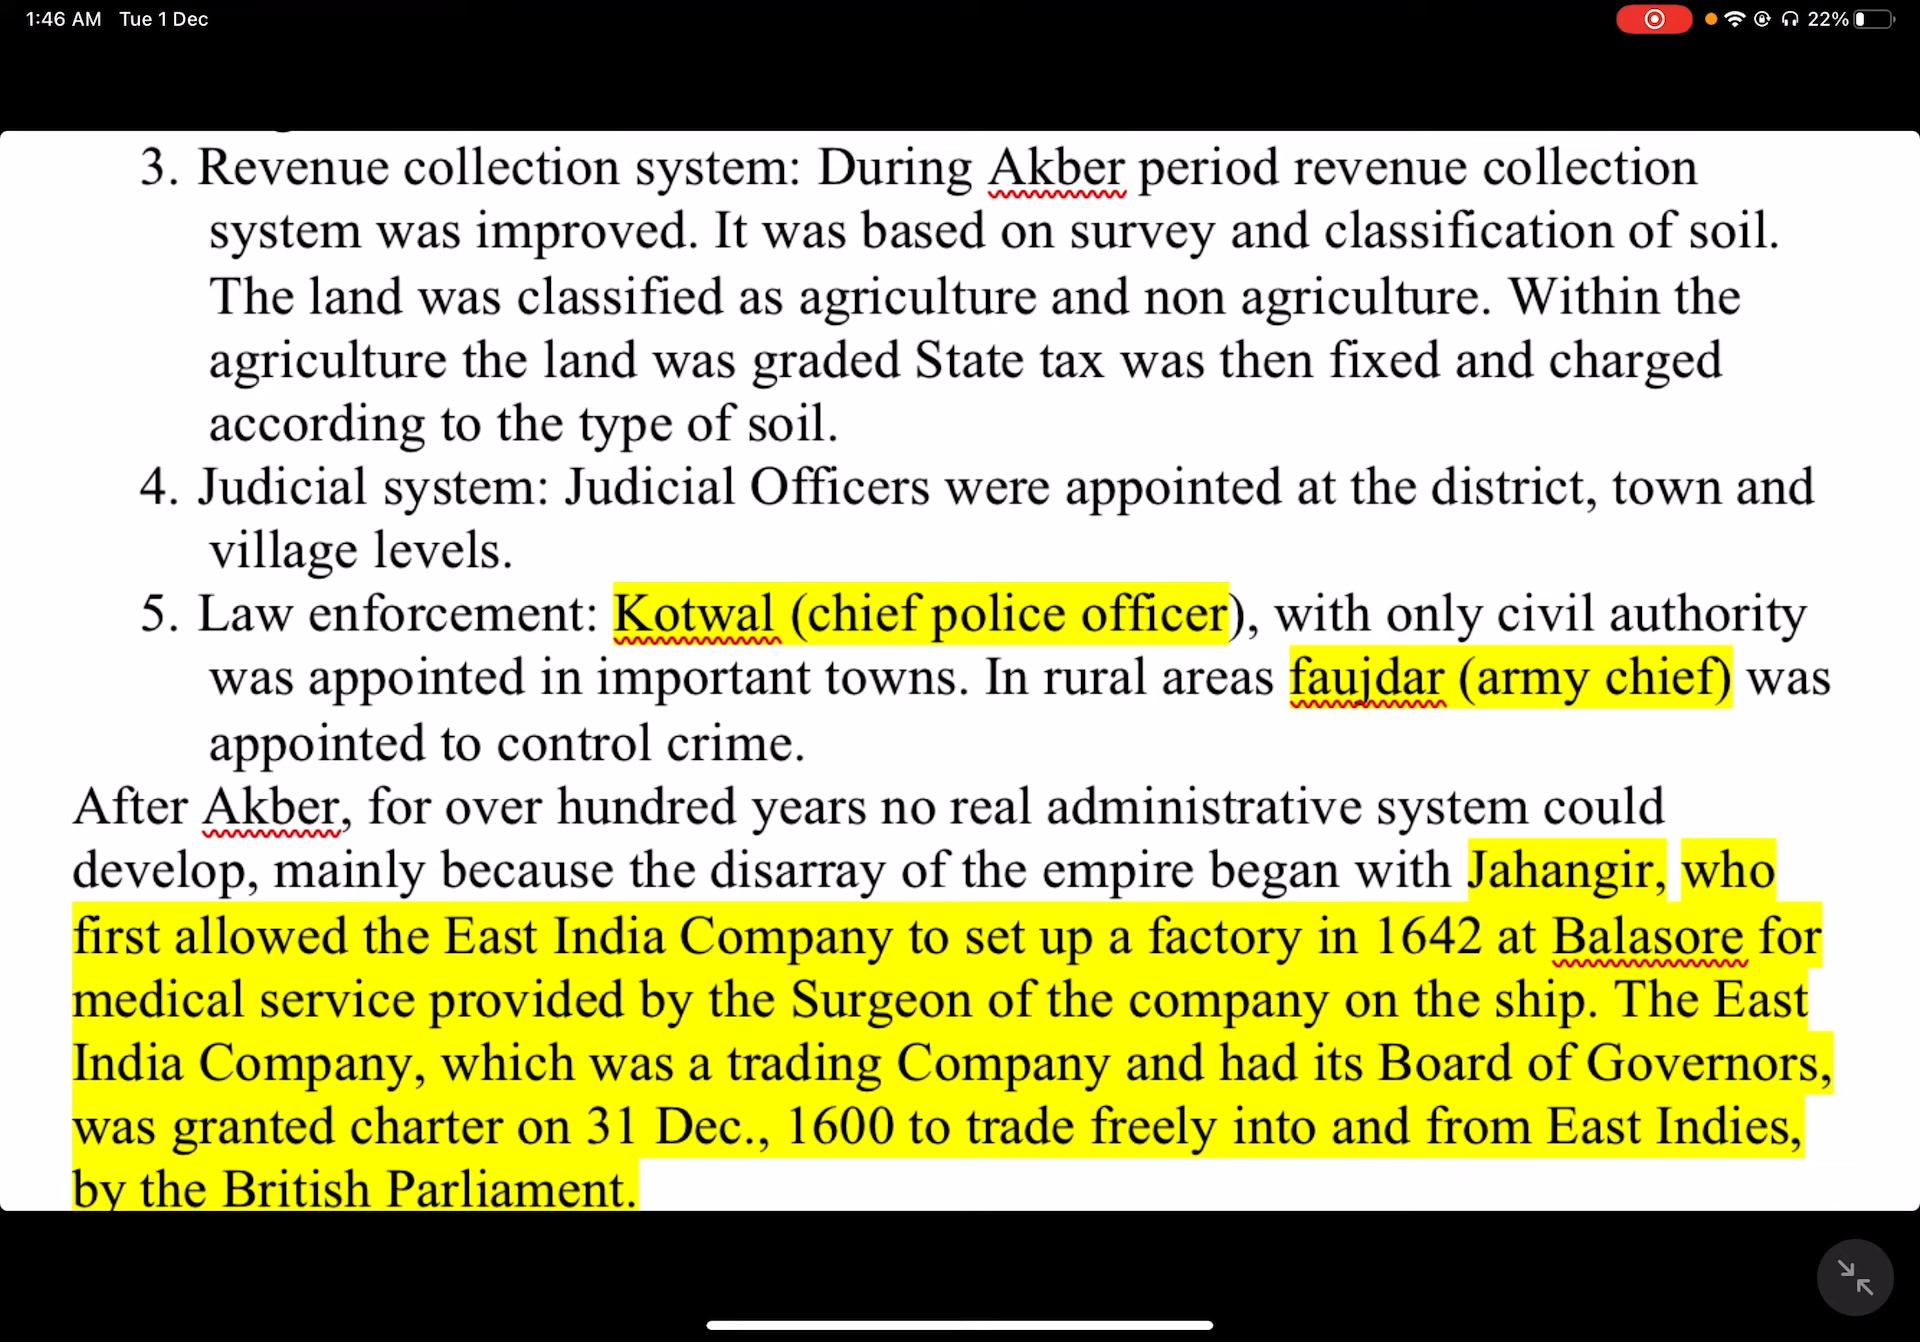 1:46 AM Tue 1 Dec
22%
3. Revenue collection system: During Akber period revenue collection
system was improved. It was based on survey and classification of soil.
The land was classified as agriculture and non agriculture. Within the
agriculture the land was graded State tax was then fixed and charged
according to the type of soil.
4. Judicial system: Judicial Officers were appointed at the district, town and
village levels.
5. Law enforcement: Kotwal (chief police officer), with only civil authority
was appointed in important towns. In rural areas faujdar (army chief) was
appointed to control crime.
After Akber, for over hundred years no real administrative system could
develop, mainly because the disarray of the empire began with Jahangir, who
first allowed the East India Company to set up a factory in 1642 at Balasore for
medical service provided by the Surgeon of the company on the ship. The East
India Company, which was a trading Company and had its Board of Governors,
was granted charter on 31 Dec., 1600 to trade freely into and from East Indies,
by the British Parliament.